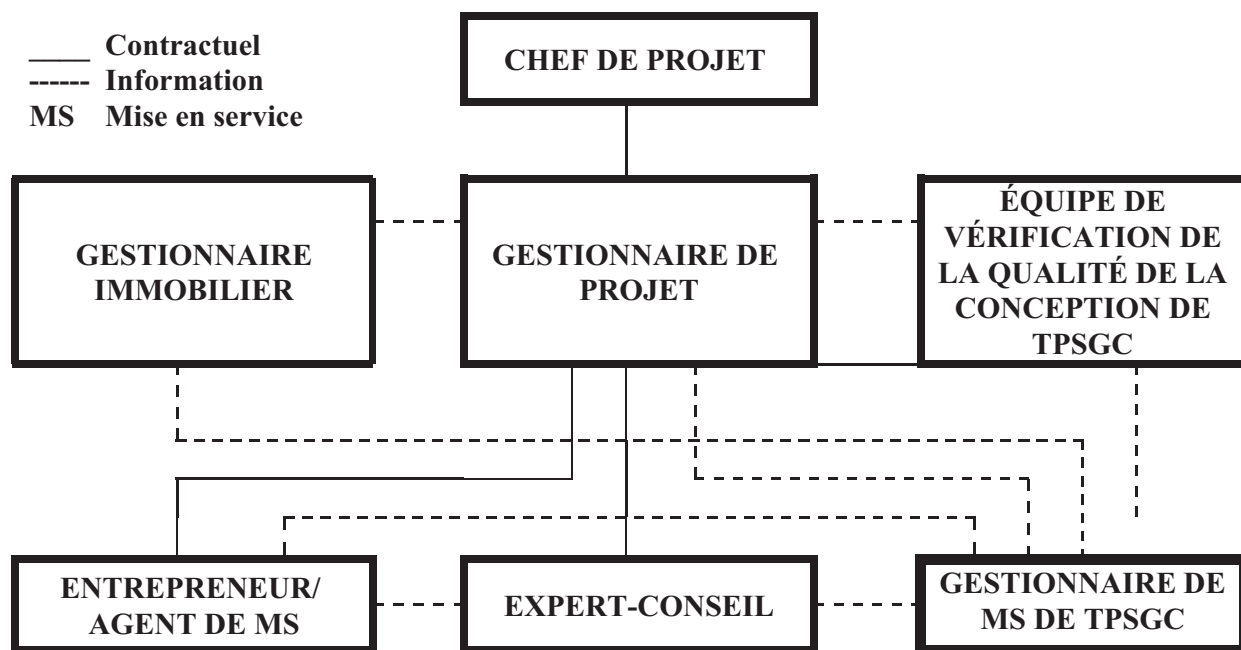 ____ Contractuel
------ Information
MS Mise en service
CHEF DE PROJET
GESTIONNAIRE
IMMOBILIER
GESTIONNAIRE DE
PROJET
ÉQUIPE DE
VÉRIFICATION DE
LA QUALITÉ DE LA
CONCEPTION DE
TPSGC
ENTREPRENEUR/
AGENT DE MS
EXPERT-CONSEIL
GESTIONNAIRE DE
MS DE TPSGC